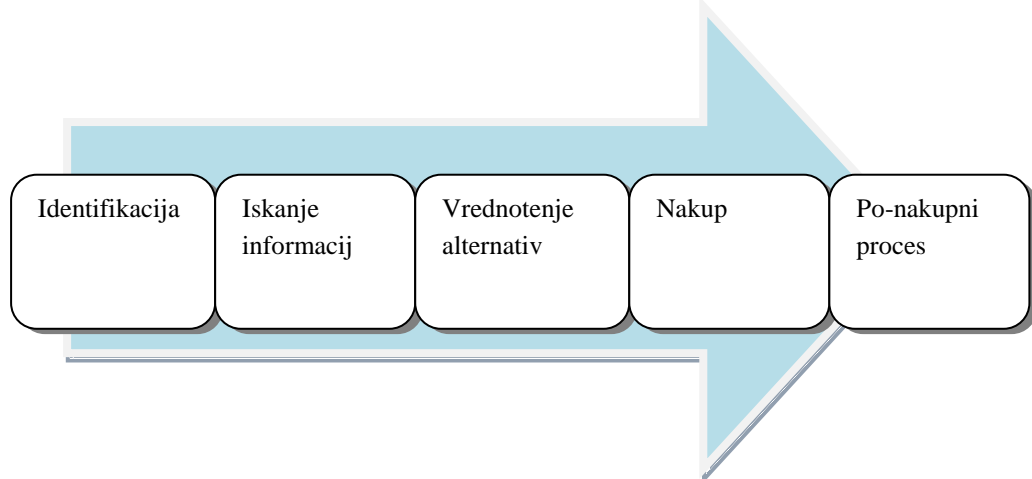 Identifikacija
Iskanje
informacij
Vrednotenje
alternativ
Nakup
Po-nakupni
proces